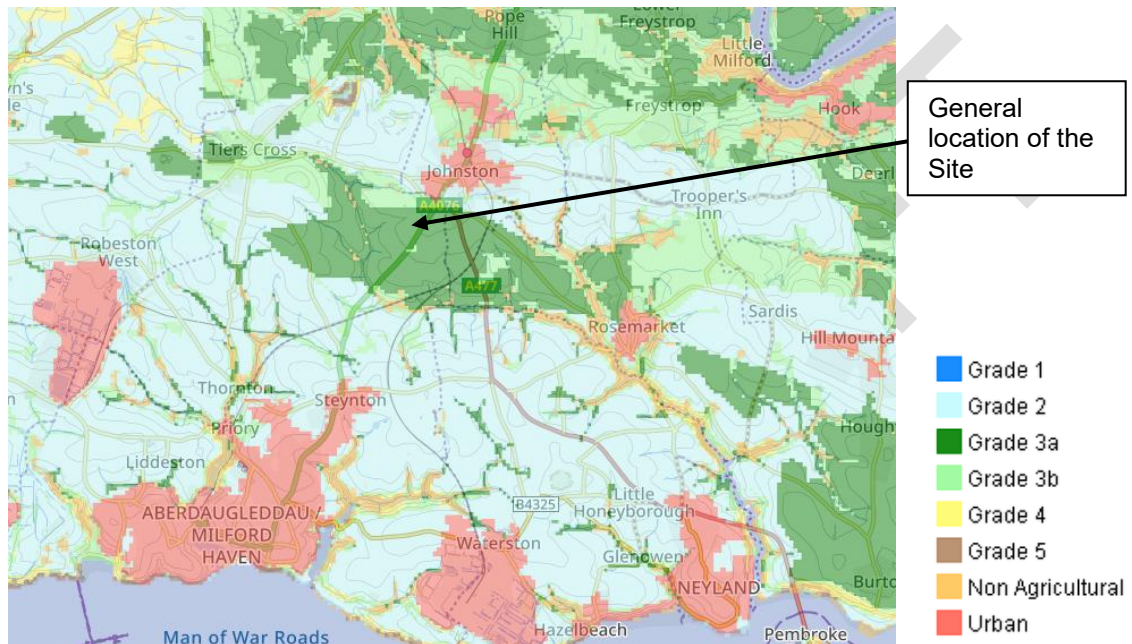 Pope
Hill
Lower
Freystrop
Little
Milford
Freystrop
Hook
Tiers Cross
Johnston
Trooper's
Inn
A4076
Robeston
West
A477
Rosemarket
Sardis
Hill Mounta
Thornton
Steynton
Priory
Liddeston
Hough
ABERDAUGLEDDAU /
MILFORD
HAVEN
B4325
Little
Honeyborough
Waterston
Glenowen
NEYLAND
Burto
Hazelbeach
Pembroke
Man of War Roads
General
location of the
Site
Grade 1
Grade 2
Grade 3a
Grade 3b
Grade 4
Grade 5
Non Agricultural
Urban